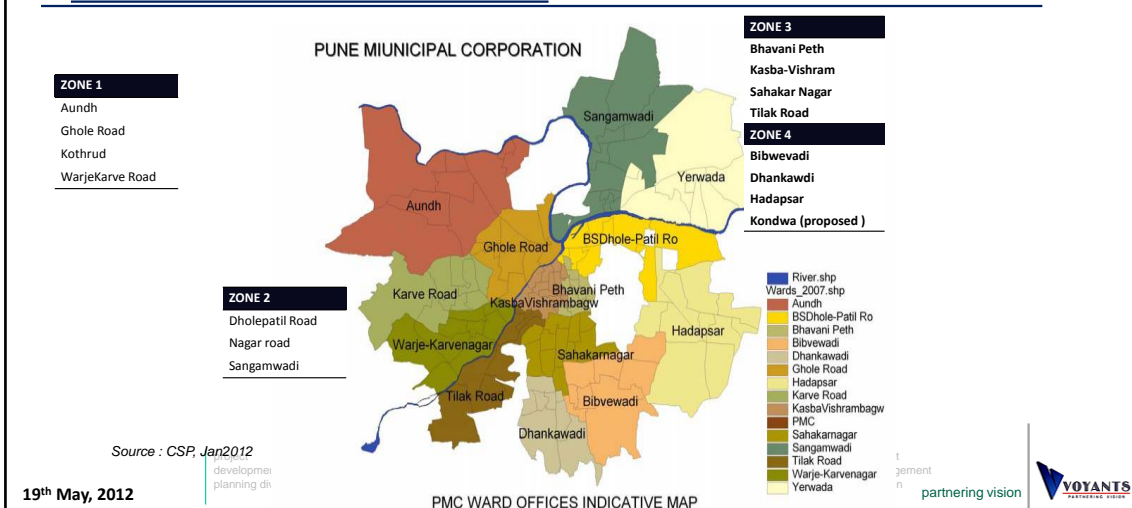 PUNE MIUNICIPAL CORPORATION
ZONE 1
Aundh
Ghole Road
Kothrud
WarjeKarve Road
ZONE 2
Dholepatil Road
Nagar road
Sangamwadi
ZONE 3
Bhavani Peth
Kasba-Vishram
Sahakar Nagar
Tilak Road
ZONE 4
Bibwevadi
Dhankawdi
Hadapsar
Kondwa (proposed )
Sangamwadi
Yerwada
Aundh
Ghole Road
BSDhole-Patil Ro
Karve Road
Bhavani Peth
KasbaVishrambagw
Hadapsar
Warje-Karvenagar
Sahakarnagar
Tilak Road
Bibvewadi
Dhankawadi
River.shp
Wards_2007.shp
Aundh
BSDhole-Patil Ro
Bhavani Peth
Bibvewadi
Dhankawadi
Ghole Road
Hadapsar
Karve Road
KasbaVishrambagw
PMC
Sahakarnagar
Sangamwadi
Tilak Road
Warje-Karvenagar
Yerwada
PMC WARD OFFICES INDICATIVE MAP
Source : CSP, Jan2012
planning
19th May, 2012
partnering vision
VOYANTS
PARTNERING VISION